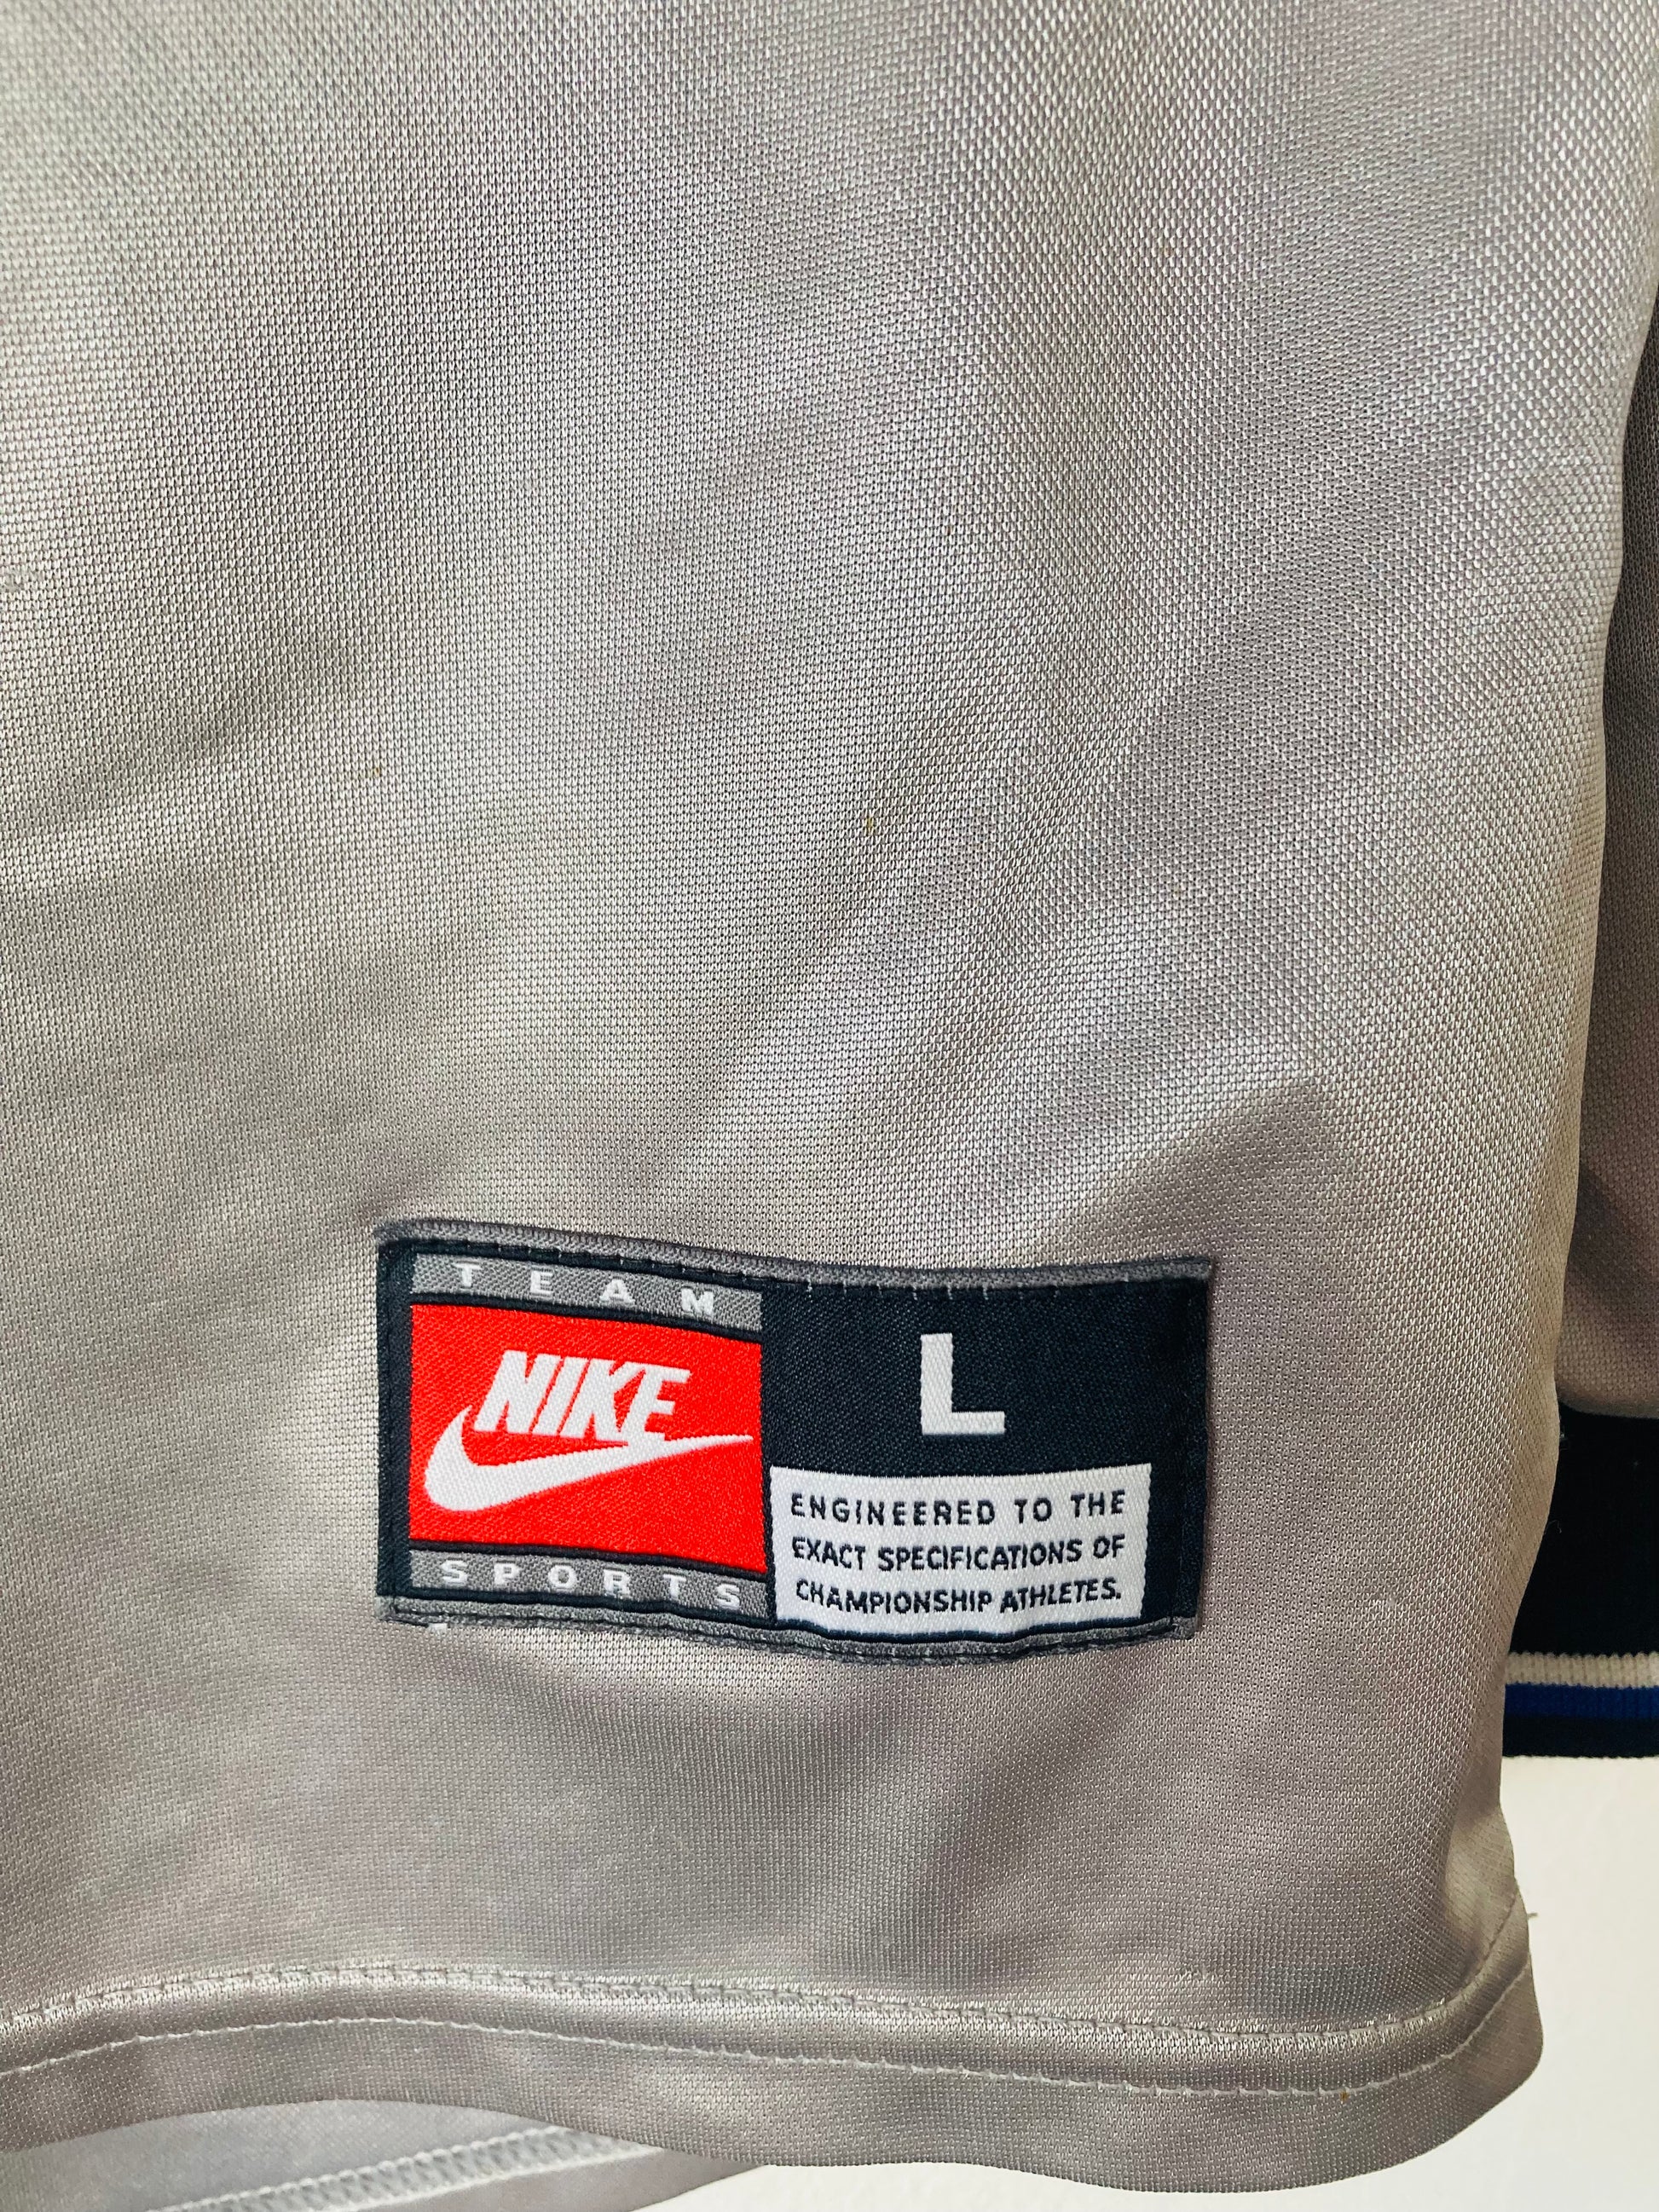 TEAM
NIKE
SPORTS
L
ENGINEERED TO THE
EXACT SPECIFICATIONS OF
CHAMPIONSHIP ATHLETES.